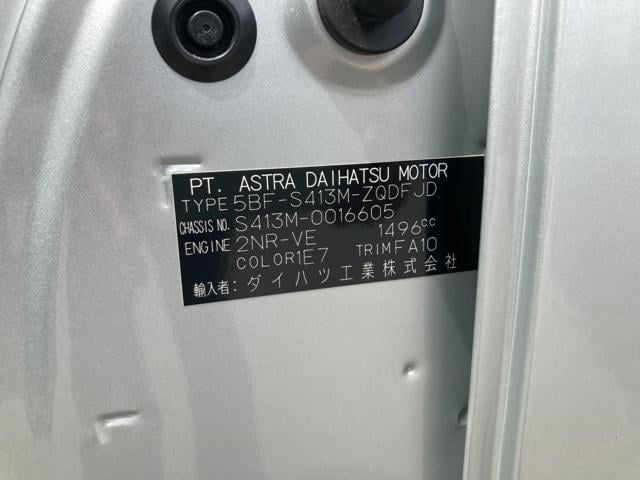 PT. ASTRA DAIHATSU MOTOR
TYPE 5BF-S413M-ZQDFJD
CHASSIS NO. S413M-0016605
ENGINE 2NR-VE 1496cc
COLOR 1E7 TRIM FA10
輸入者: ダイハツ工業株式会社